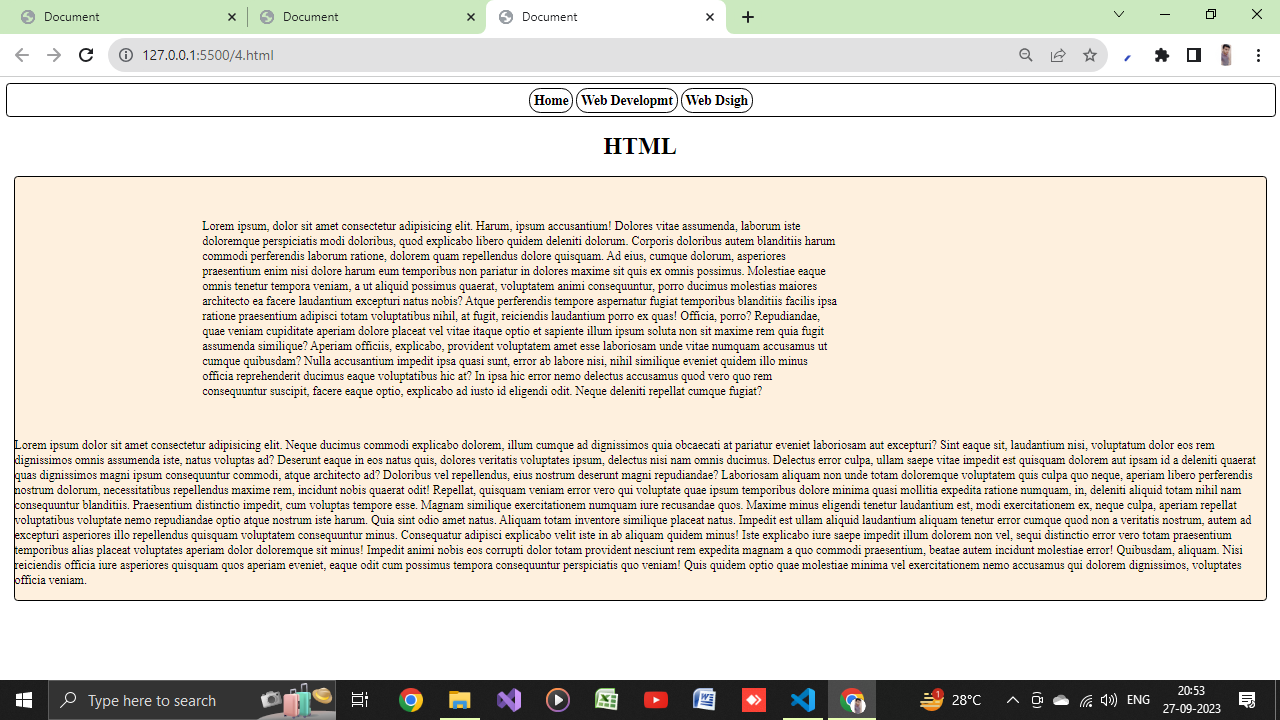 Document
Document
Document
127.0.0.1:5500/4.html
Home Web Developmt Web Dsigh
HTML
Lorem ipsum, dolor sit amet consectetur adipisicing elit. Harum, ipsum accusantium! Dolores vitae assumenda, laborum iste
doloremque perspiciatis modi doloribus, quod explicabo libero quidem deleniti dolorum. Corporis doloribus autem blanditiis harum
commodi perferendis laborum ratione, dolorem quam repellendus dolore quisquam. Ad eius, cumque dolorum, asperiores
praesentium enim nisi dolore harum eum temporibus non pariatur in dolores maxime sit quis ex omnis possimus. Molestiae eaque
omnis tenetur tempora veniam, a ut aliquid possimus quaerat, voluptatem animi consequuntur, porro ducimus molestias maiores
architecto ea facere laudantium excepturi natus nobis? Atque perferendis tempore aspernatur fugiat temporibus blanditiis facilis ipsa
ratione praesentium adipisci totam voluptatibus nihil, at fugit, reiciendis laudantium porro ex quas! Officia, porro? Repudiandae,
quae veniam cupiditate aperiam dolore placeat vel vitae itaque optio et sapiente illum ipsum soluta non sit maxime rem quia fugit
assumenda similique? Aperiam officiis, explicabo, provident voluptatem amet esse laboriosam unde vitae numquam accusamus ut
cumque quibusdam? Nulla accusantium impedit ipsa quasi sunt, error ab labore nisi, nihil similique eveniet quidem illo minus
officia reprehenderit ducimus eaque voluptatibus hic at? In ipsa hic error nemo delectus accusamus quod vero quo rem
consequuntur suscipit, facere eaque optio, explicabo ad iusto id eligendi odit. Neque deleniti repellat cumque fugiat?
Lorem ipsum dolor sit amet consectetur adipisicing elit. Neque ducimus commodi explicabo dolorem, illum cumque ad dignissimos quia obcaecati at pariatur eveniet laboriosam aut excepturi? Sint eaque sit, laudantium nisi, voluptatum dolor eos rem
dignissimos omnis assumenda iste, natus voluptas ad? Deserunt eaque in eos natus quis, dolores veritatis voluptates ipsum, delectus nisi nam omnis ducimus. Delectus error culpa, ullam saepe vitae impedit est quisquam dolorem aut ipsam id a deleniti quaerat
quas dignissimos magni ipsum consequuntur commodi, atque architecto ad? Doloribus vel repellendus, eius nostrum deserunt magni repudiandae? Laboriosam aliquam non unde totam doloremque voluptatem quis culpa quo neque, aperiam libero perferendis
nostrum dolorum, necessitatibus repellendus maxime rem, incidunt nobis quaerat odit! Repellat, quisquam veniam error vero qui voluptate quae ipsum temporibus dolore minima quasi mollitia expedita ratione numquam, in, deleniti aliquid totam nihil nam
consequuntur blanditiis. Praesentium distinctio impedit, cum voluptas tempore esse. Magnam similique exercitationem numquam iure recusandae quos. Maxime minus eligendi tenetur laudantium est, modi exercitationem ex, neque culpa, aperiam repellat
voluptatibus voluptate nemo repudiandae optio atque nostrum iste harum. Quia sint odio amet natus. Aliquam totam inventore similique placeat natus. Impedit est ullam aliquid laudantium aliquam tenetur error cumque quod non a veritatis nostrum, autem ad
excepturi asperiores illo repellendus quisquam voluptatem consequuntur minus. Consequatur adipisci explicabo velit iste in ab aliquam quidem minus! Iste explicabo iure saepe impedit illum dolorem non vel, sequi distinctio error vero totam praesentium
temporibus alias placeat voluptates aperiam dolor doloremque sit minus! Impedit animi nobis eos corrupti dolor totam provident nesciunt rem expedita magnam a quo commodi praesentium, beatae autem incidunt molestiae error! Quibusdam, aliquam. Nisi
reiciendis officia iure asperiores quisquam quos aperiam eveniet, eaque odit cum possimus tempora consequuntur perspiciatis quo veniam! Quis quidem optio quae molestiae minima vel exercitationem nemo accusamus qui dolorem dignissimos, voluptates
officia veniam.
Type here to search
1
28°C
ENG
20:53
27-09-2023